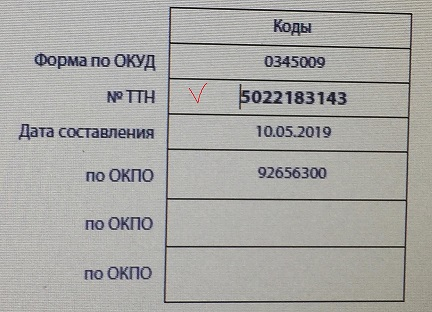 Коды
Форма по ОКУД 0345009
№ ТТН 5022183143
Дата составления 10.05.2019
по ОКПО 92656300
по ОКПО
по ОКПО